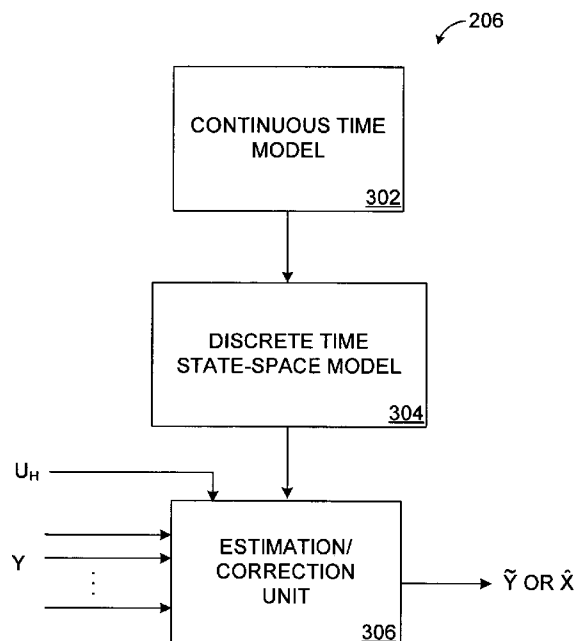 206
CONTINUOUS TIME
MODEL
302
DISCRETE TIME
STATE-SPACE MODEL
304
U_H
Y
⋮
ESTIMATION/
CORRECTION
UNIT
306
Ỹ OR X̂